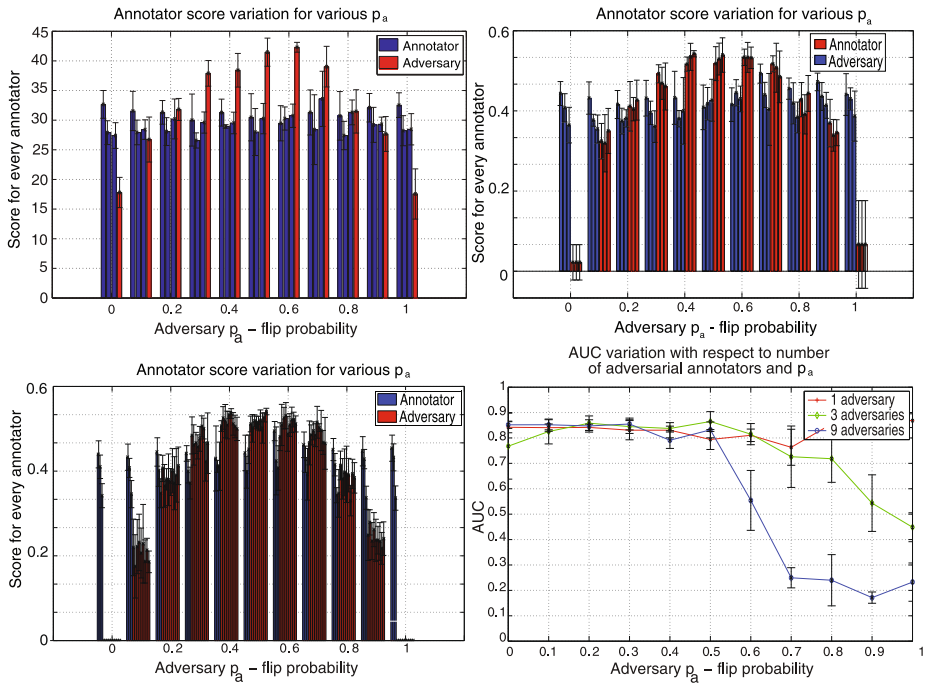 Annotator score variation for various p a
45
40
35
30
25
20
15
10
5
0
Score for every annotator
Annotator
Adversary
0 0.2 0.4 0.6 0.8 1
Adversary p a – flip probability
Annotator score variation for various p a
0.6
0.4
0.2
0
Score for every annotator
Annotator
Adversary
0 0.2 0.4 0.6 0.8 1
Adversary p a - flip probability
Annotator score variation for various p a
0.6
0.4
0.2
0
Score for every annotator
Annotator
Adversary
0 0.2 0.4 0.6 0.8 1
Adversary p a – flip probability
AUC variation with respect to number
of adversarial annotators and p a
1
0.9
0.8
0.7
0.6
0.5
0.4
0.3
0.2
0.1
0
AUC
1 adversary
3 adversaries
9 adversaries
0 0.1 0.2 0.3 0.4 0.5 0.6 0.7 0.8 0.9 1
Adversary p a – flip probability